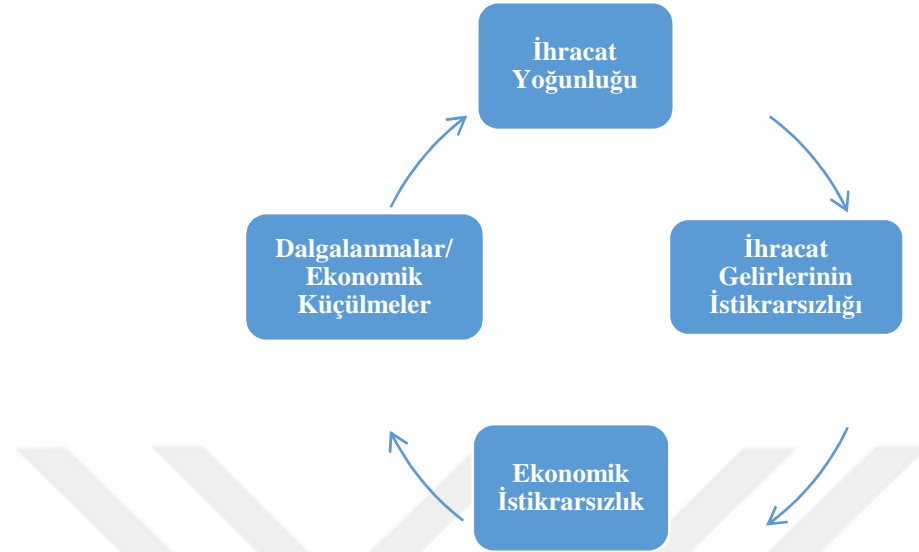 İhracat
Yoğunluğu
Dalgalanmalar/
Ekonomik
Küçülmeler
İhracat
Gelirlerinin
İstikrarsızlığı
Ekonomik
İstikrarsızlık